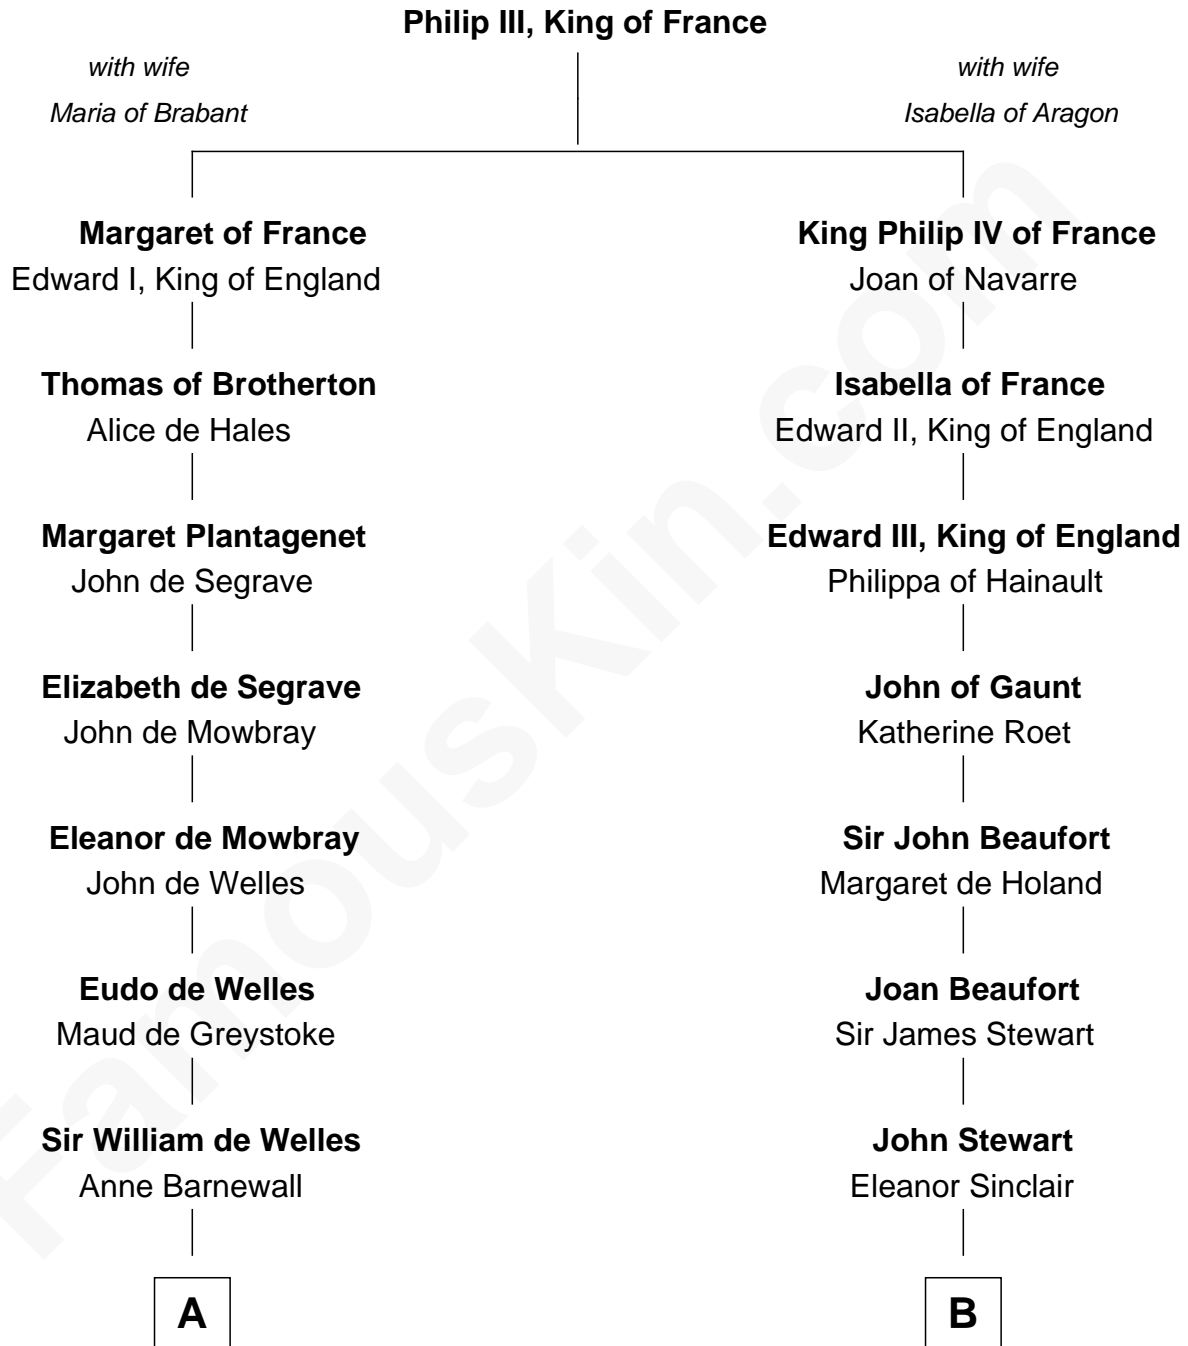 Philip III, King of France
with wife
Maria of Brabant
with wife
Isabella of Aragon
Margaret of France
Edward I, King of England
King Philip IV of France
Joan of Navarre
Thomas of Brotherton
Alice de Hales
Isabella of France
Edward II, King of England
Margaret Plantagenet
John de Segrave
Edward III, King of England
Philippa of Hainault
Elizabeth de Segrave
John de Mowbray
John of Gaunt
Katherine Roet
Eleanor de Mowbray
John de Welles
Sir John Beaufort
Margaret de Holand
Eudo de Welles
Maud de Greystoke
Joan Beaufort
Sir James Stewart
Sir William de Welles
Anne Barnewall
John Stewart
Eleanor Sinclair
A
B
FamousKin.com